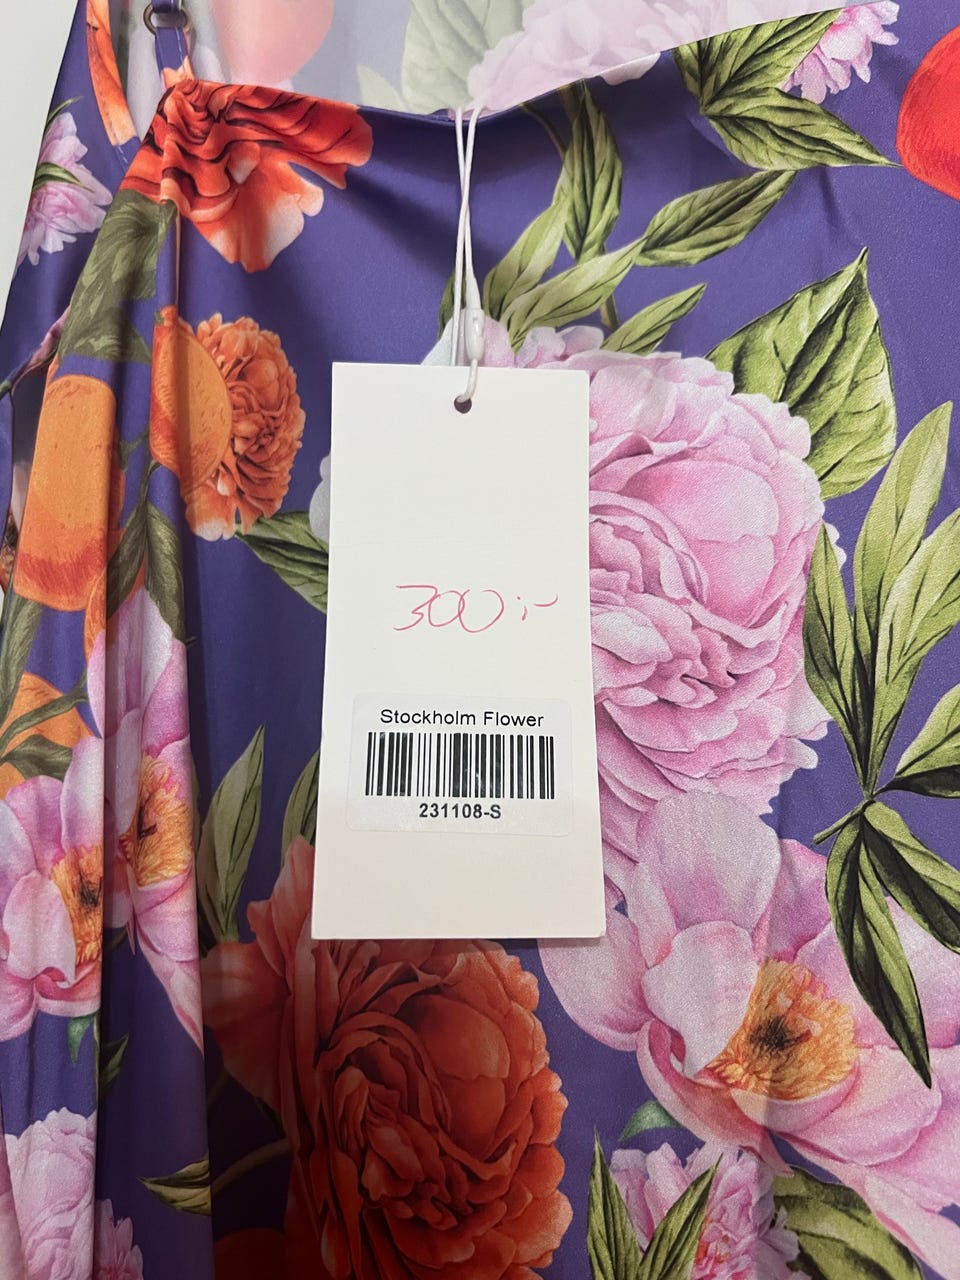 300:-
Stockholm Flower
231108-S